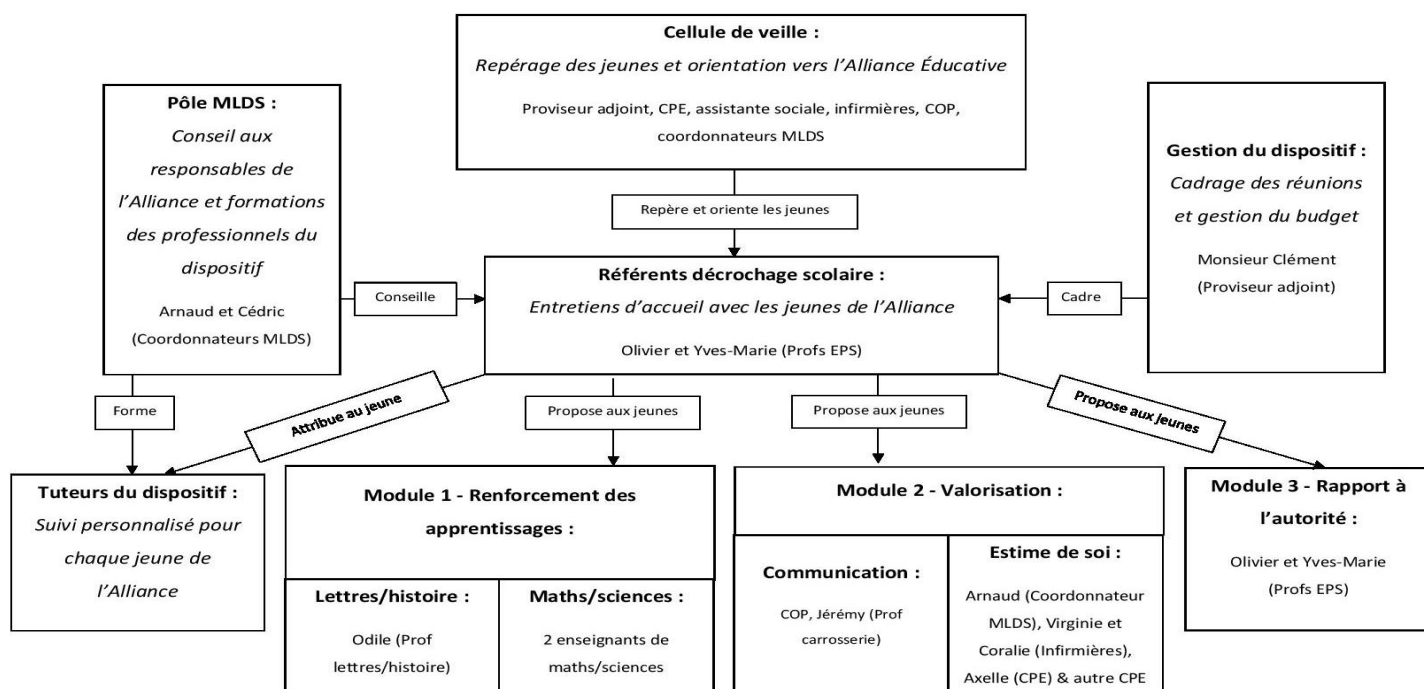 Cellule de veille :
Repérage des jeunes et orientation vers l'Alliance Éducative
Proviseur adjoint, CPE, assistante sociale, infirmières, COP,
coordonnateurs MLDS
Pôle MLDS :
Conseil aux
responsables de
l'Alliance et formations
des professionnels du
dispositif
Arnaud et Cédric
(Coordonnateurs MLDS)
Gestion du dispositif :
Cadrage des réunions
et gestion du budget
Monsieur Clément
(Proviseur adjoint)
Repère et oriente les jeunes
Conseille
Référents décrochage scolaire :
Entretiens d'accueil avec les jeunes de l'Alliance
Olivier et Yves-Marie (Profs EPS)
Cadre
Forme
Attribue au jeune
Propose aux jeunes
Propose aux jeunes
Propose aux jeunes
Tuteurs du dispositif :
Suivi personnalisé pour
chaque jeune de
l'Alliance
Module 1 - Renforcement des
apprentissages :
Lettres/histoire :
Odile (Prof
lettres/histoire)
Maths/sciences :
2 enseignants de
maths/sciences
Module 2 - Valorisation :
Communication :
COP, Jérémy (Prof
carrosserie)
Estime de soi :
Arnaud (Coordonnateur
MLDS), Virginie et
Coralie (Infirmières),
Axelle (CPE) & autre CPE
Module 3 - Rapport à
l'autorité :
Olivier et Yves-Marie
(Profs EPS)